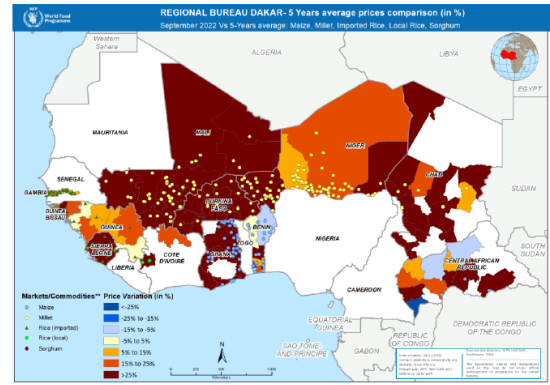 World Food
Programme
REGIONAL BUREAU DAKAR- 5 Years average prices comparison (in %)
September 2022 Vs 5-Years average: Maize, Millet, Imported Rice, Local Rice, Sorghum
Western
Sahara
ALGERIA
LIBYA
EGYPT
MAURITANIA
MALI
NIGER
CHAD
SUDAN
SENEGAL
GAMBIA
GUINEA
BISSAU
GUINEA
BURKINA
FASO
BENIN
SIERRA
LEONE
COTE
D'IVOIRE
GHANA
TOGO
NIGERIA
LIBERIA
CENTRAL AFRICAN
REPUBLIC
SOUTH
SUDAN
CAMEROON
EQUATORIAL
GUINEA
SAO-TOME-
AND-PRINCIPE
GABON
REPUBLIC
OF CONGO
DEMOCRATIC REPUBLIC
OF THE CONGO
Markets/Commodities** Price Variation (in %)
Maize <-25%
Millet -25% to -15%
Rice (imported) -15% to -5%
Rice (local) -5% to 5%
Sorghum 5% to 15%
15% to 25%
>25%
N